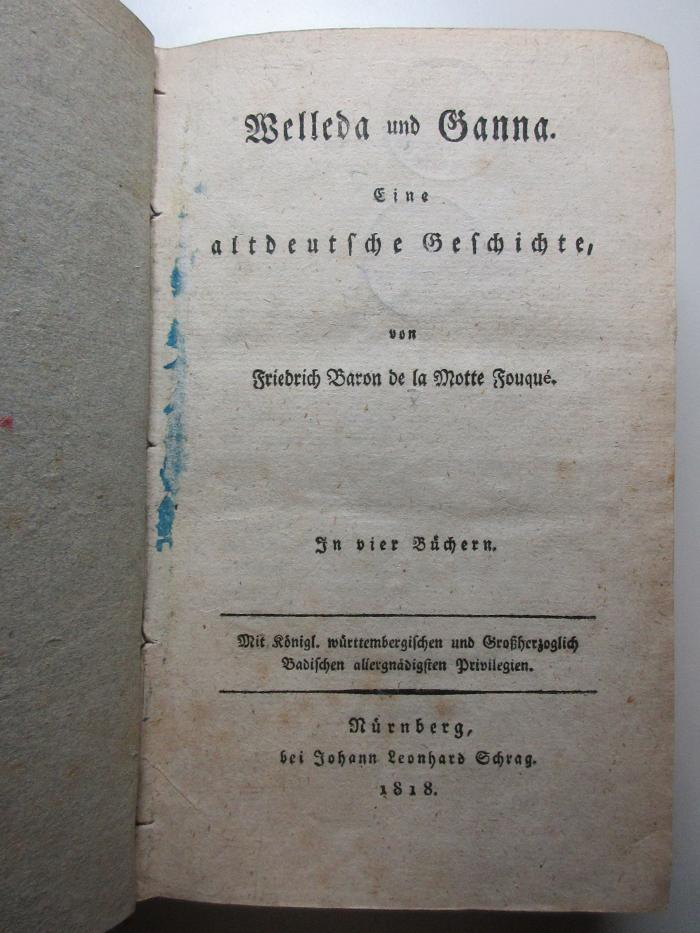 Welleda und Ganna.
Eine
altdeutsche Geschichte,
von
Friedrich Baron de la Motte Fouqué.
In vier Büchern.
Mit Königl. württembergischen und Großherzoglich
Badischen allergnädigsten Privilegien.
Nürnberg,
bei Johann Leonhard Schrag.
1818.